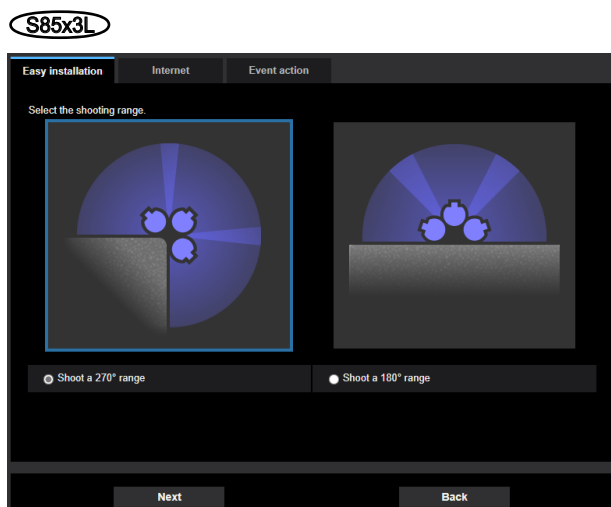 S85x3L
Easy installation Internet Event action
Select the shooting range.
Shoot a 270° range Shoot a 180° range
Next Back